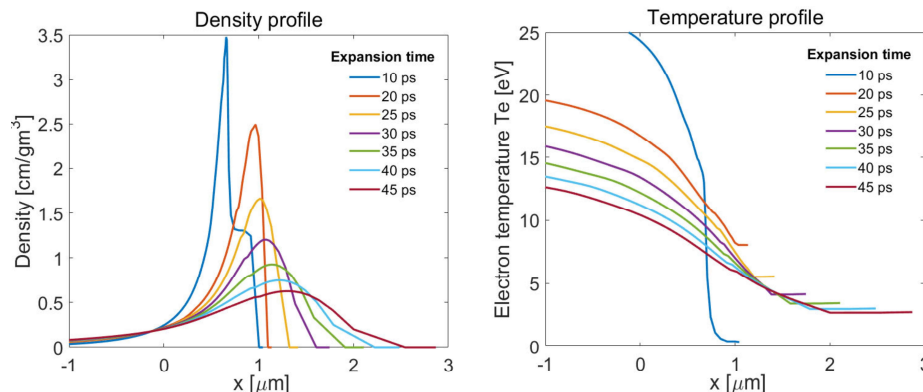 Density profile
3.5
3
2.5
2
1.5
1
0.5
0
Density [cm/gm³]
Expansion time
10 ps
20 ps
25 ps
30 ps
35 ps
40 ps
45 ps
-1 0 1 2 3
x [μm]
Temperature profile
25
20
15
10
5
0
Electron temperature Te [eV]
Expansion time
10 ps
20 ps
25 ps
30 ps
35 ps
40 ps
45 ps
-1 0 1 2 3
x [μm]